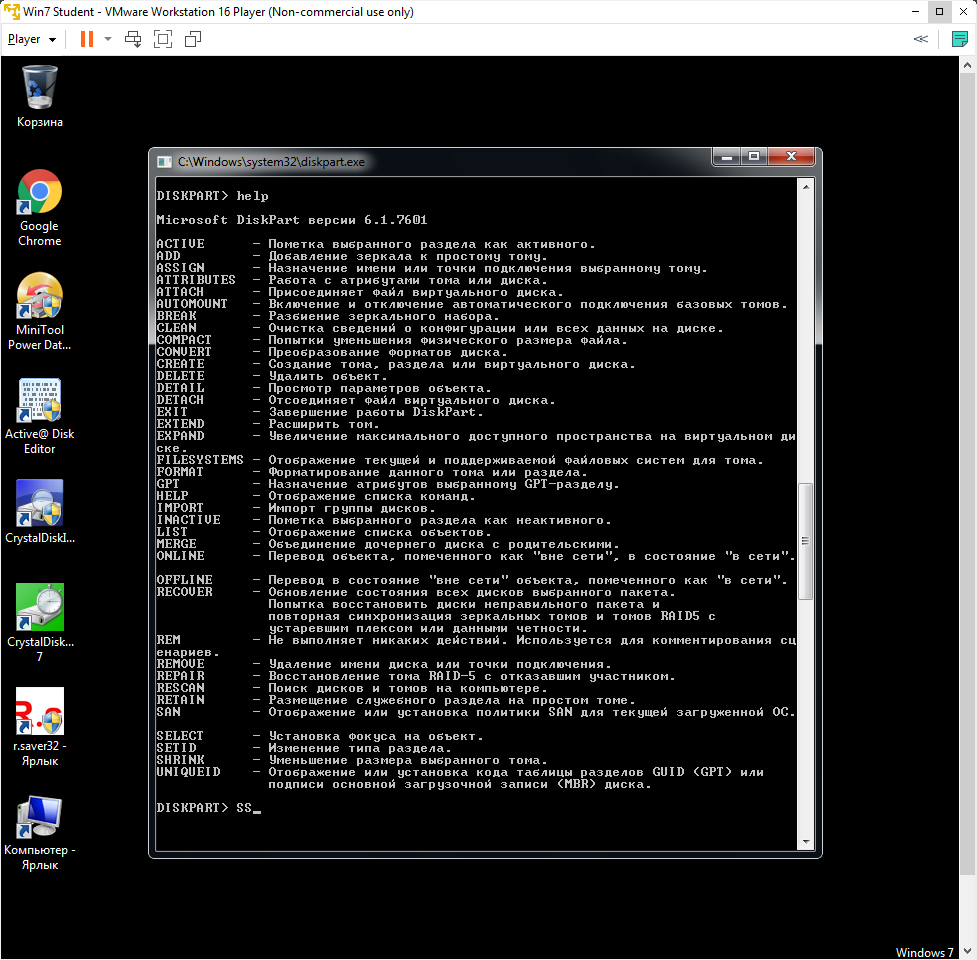 Win7 Student - VMware Workstation 16 Player (Non-commercial use only)
Player
Корзина
Google
Chrome
MiniTool
Power Dat...
Active@ Disk
Editor
CrystalDiskI...
CrystalDisk...
7
r.saver32 -
Ярлык
Компьютер -
Ярлык
C:\Windows\system32\diskpart.exe
DISKPART> help
Microsoft DiskPart версии 6.1.7601
ACTIVE - Пометка выбранного раздела как активного.
ADD - Добавление зеркала к простому тому.
ASSIGN - Назначение имени или точки подключения выбранному тому.
ATTRIBUTES - Работа с атрибутами тома или диска.
ATTACH - Присоединяет файл виртуального диска.
AUTOMOUNT - Включение и отключение автоматического подключения базовых томов.
BREAK - Разбиение зеркального набора.
CLEAN - Очистка сведений о конфигурации или всех данных на диске.
COMPACT - Попытки уменьшения физического размера файла.
CONVERT - Преобразование форматов диска.
CREATE - Создание тома, раздела или виртуального диска.
DELETE - Удалить объект.
DETAIL - Просмотр параметров объекта.
DETACH - Отсоединяет файл виртуального диска.
EXIT - Завершение работы DiskPart.
EXTEND - Расширить том.
EXPAND - Увеличение максимального доступного пространства на виртуальном ди
ске.
FILESYSTEMS - Отображение текущей и поддерживаемой файловых систем для тома.
FORMAT - Форматирование данного тома или раздела.
GPT - Назначение атрибутов выбранному GPT-разделу.
HELP - Отображение списка команд.
IMPORT - Импорт группы дисков.
INACTIVE - Пометка выбранного раздела как неактивного.
LIST - Отображение списка объектов.
MERGE - Объединение дочернего диска с родительскими.
ONLINE - Перевод объекта, помеченного как "вне сети", в состояние "в сети".
OFFLINE - Перевод в состояние "вне сети" объекта, помеченного как "в сети".
RECOVER - Обновление состояния всех дисков выбранного пакета.
Попытка восстановить диски неправильного пакета и
повторная синхронизация зеркальных томов и томов RAID5 с
устаревшим плексом или данными четности.
REM - Не выполняет никаких действий. Используется для комментирования сц
енариев.
REMOVE - Удаление имени диска или точки подключения.
REPAIR - Восстановление тома RAID-5 с отказавшим участником.
RESCAN - Поиск дисков и томов на компьютере.
RETAIN - Размещение служебного раздела на простом томе.
SAN - Отображение или установка политики SAN для текущей загруженной ОС.
SELECT - Установка фокуса на объект.
SETID - Изменение типа раздела.
SHRINK - Уменьшение размера выбранного тома.
UNIQUEID - Отображение или установка кода таблицы разделов GUID (GPT) или
подписи основной загрузочной записи (MBR) диска.
DISKPART> SS_
Windows 7